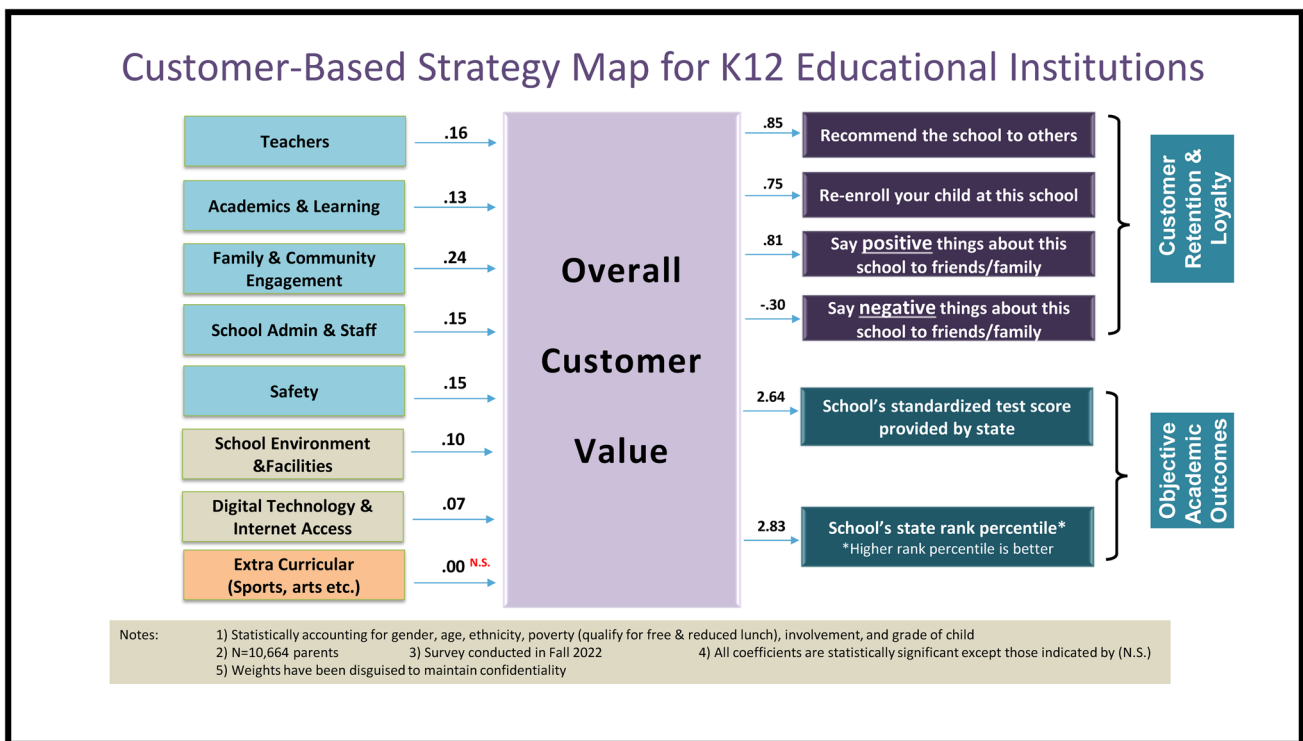 Customer-Based Strategy Map for K12 Educational Institutions
Teachers
.16
Academics & Learning
.13
Family & Community
Engagement
.24
School Admin & Staff
.15
Safety
.15
School Environment
&Facilities
.10
Digital Technology &
Internet Access
.07
Extra Curricular
(Sports, arts etc.)
.00 N.S.
Overall
Customer
Value
.85
Recommend the school to others
.75
Re-enroll your child at this school
.81
Say positive things about this
school to friends/family
-.30
Say negative things about this
school to friends/family
2.64
School's standardized test score
provided by state
2.83
School's state rank percentile*
*Higher rank percentile is better
Customer
Retention &
Loyalty
Objective
Academic
Outcomes
Notes: 1) Statistically accounting for gender, age, ethnicity, poverty (qualify for free & reduced lunch), involvement, and grade of child
2) N=10,664 parents 3) Survey conducted in Fall 2022 4) All coefficients are statistically significant except those indicated by (N.S.)
5) Weights have been disguised to maintain confidentiality